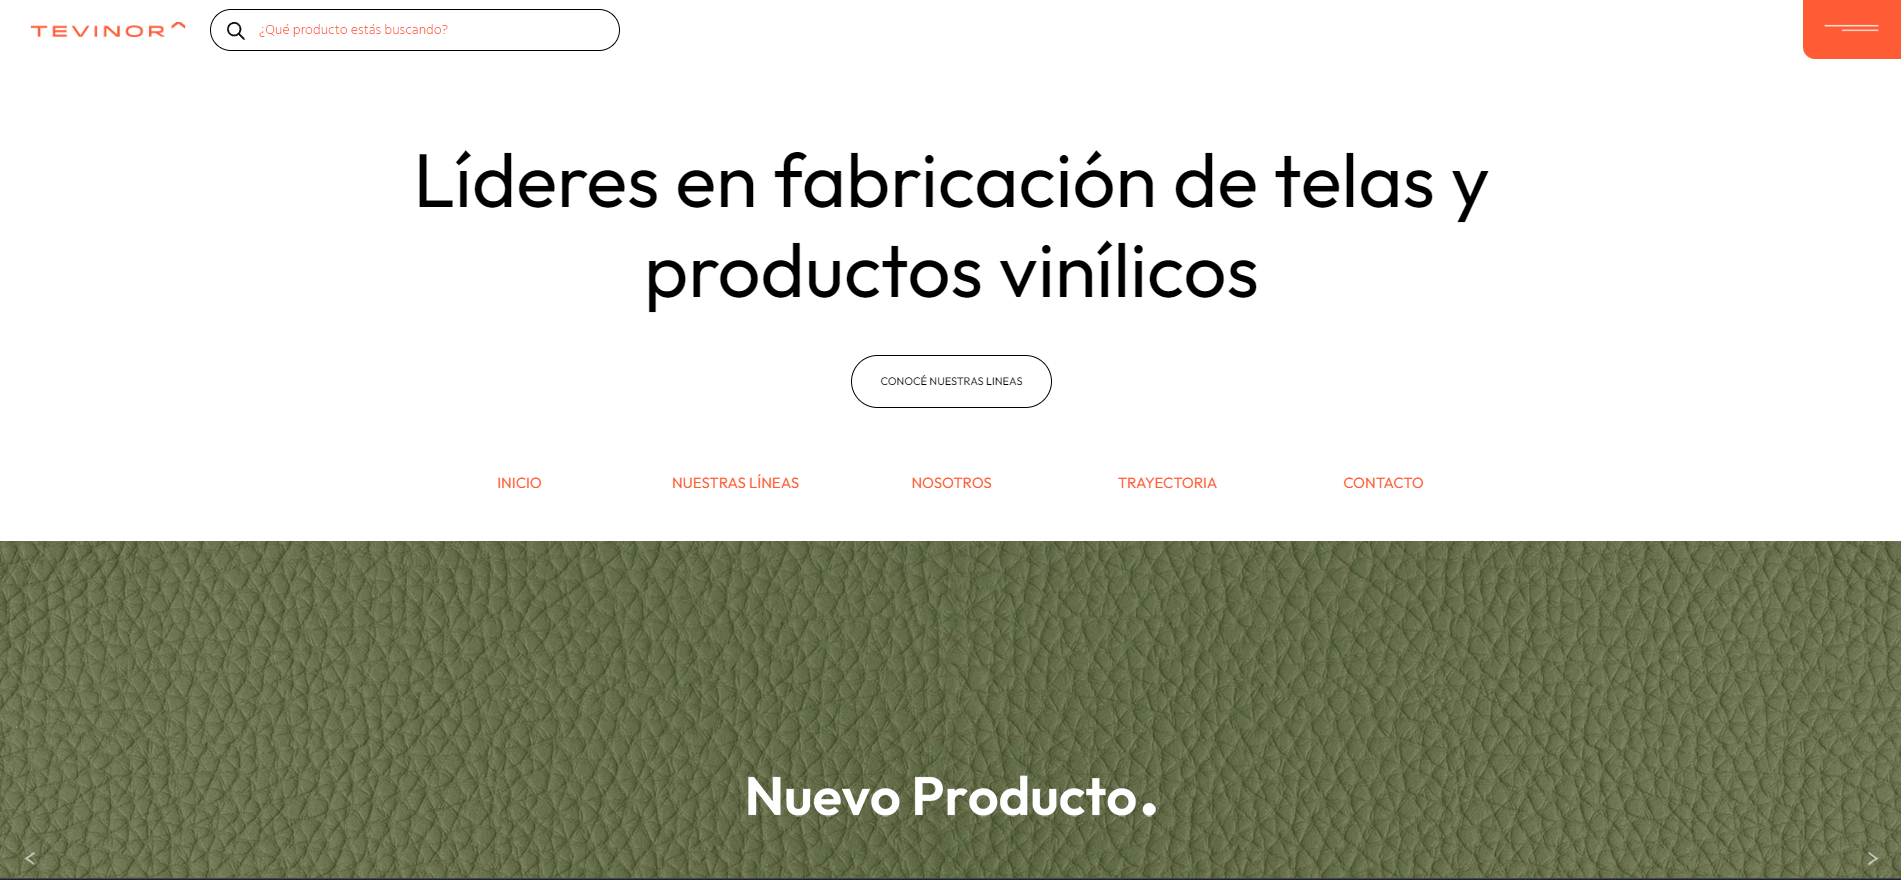 TEVINOR
¿Qué producto estás buscando?
Líderes en fabricación de telas y
productos vinílicos
CONOCÉ NUESTRAS LINEAS
INICIO
NUESTRAS LÍNEAS
NOSOTROS
TRAYECTORIA
CONTACTO
Nuevo Producto.